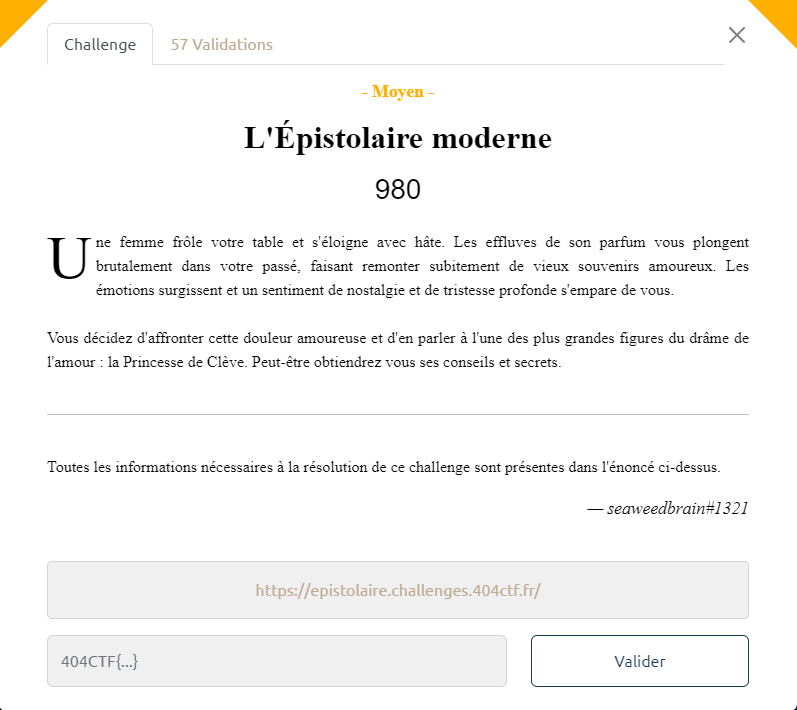 Challenge
57 Validations
- Moyen -
L'Épistolaire moderne
980
Une femme frôle votre table et s'éloigne avec hâte. Les effluves de son parfum vous plongent
brutalement dans votre passé, faisant remonter subitement de vieux souvenirs amoureux. Les
émotions surgissent et un sentiment de nostalgie et de tristesse profonde s'empare de vous.
Vous décidez d'affronter cette douleur amoureuse et d'en parler à l'une des plus grandes figures du drâme de
l'amour : la Princesse de Clève. Peut-être obtiendrez vous ses conseils et secrets.
Toutes les informations nécessaires à la résolution de ce challenge sont présentes dans l'énoncé ci-dessus.
— seaweedbrain#1321
https://epistolaire.challenges.404ctf.fr/
404CTF{...}
Valider